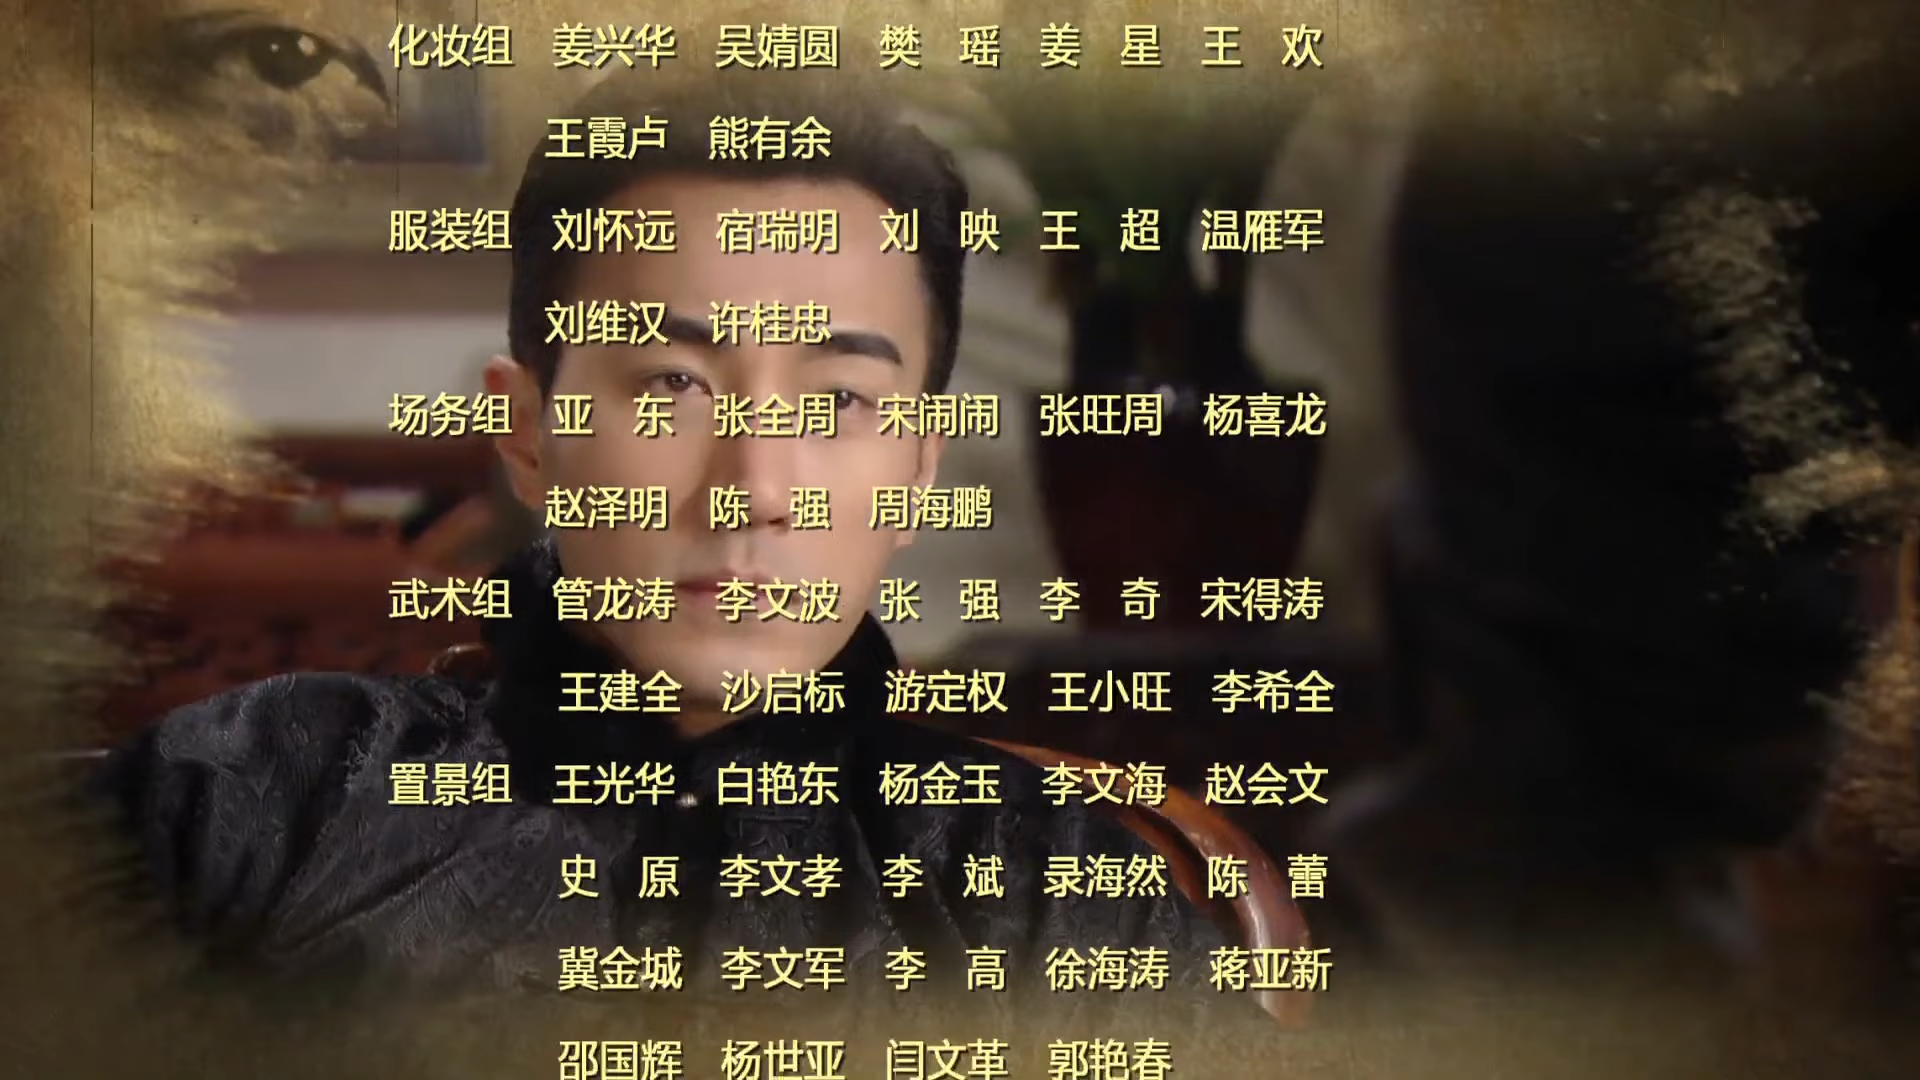 化妆组 姜兴华 吴婧圆 樊 瑶 姜 星 王 欢
王霞卢 熊有余
服装组 刘怀远 宿瑞明 刘 映 王 超 温雁军
刘维汉 许桂忠
场务组 亚 东 张全周 宋闹闹 张旺周 杨喜龙
赵泽明 陈 强 周海鹏
武术组 管龙涛 李文波 张 强 李 奇 宋得涛
王建全 沙启标 游定权 王小旺 李希全
置景组 王光华 白艳东 杨金玉 李文海 赵会文
史 原 李文孝 李 斌 录海然 陈 蕾
冀金城 李文军 李 高 徐海涛 蒋亚新
邵国辉 杨世亚 闫文革 郭艳春